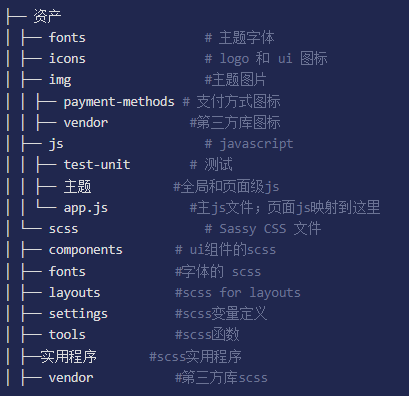 ├── 资产
│ ├── fonts # 主题字体
│ ├── icons # logo 和 ui 图标
│ ├── img #主题图片
│ │ ├── payment-methods # 支付方式图标
│ │ ├── vendor #第三方库图标
│ ├── js # javascript
│ │ ├── test-unit # 测试
│ │ ├── 主题 #全局和页面级js
│ │ └── app.js #主js文件；页面js映射到这里
│ └── scss # Sassy CSS 文件
│ ├── components # ui组件的scss
│ ├── fonts #字体的 scss
│ ├── layouts #scss for layouts
│ ├── settings #scss变量定义
│ ├── tools #scss函数
│ ├──实用程序 #scss实用程序
│ ├── vendor #第三方库scss